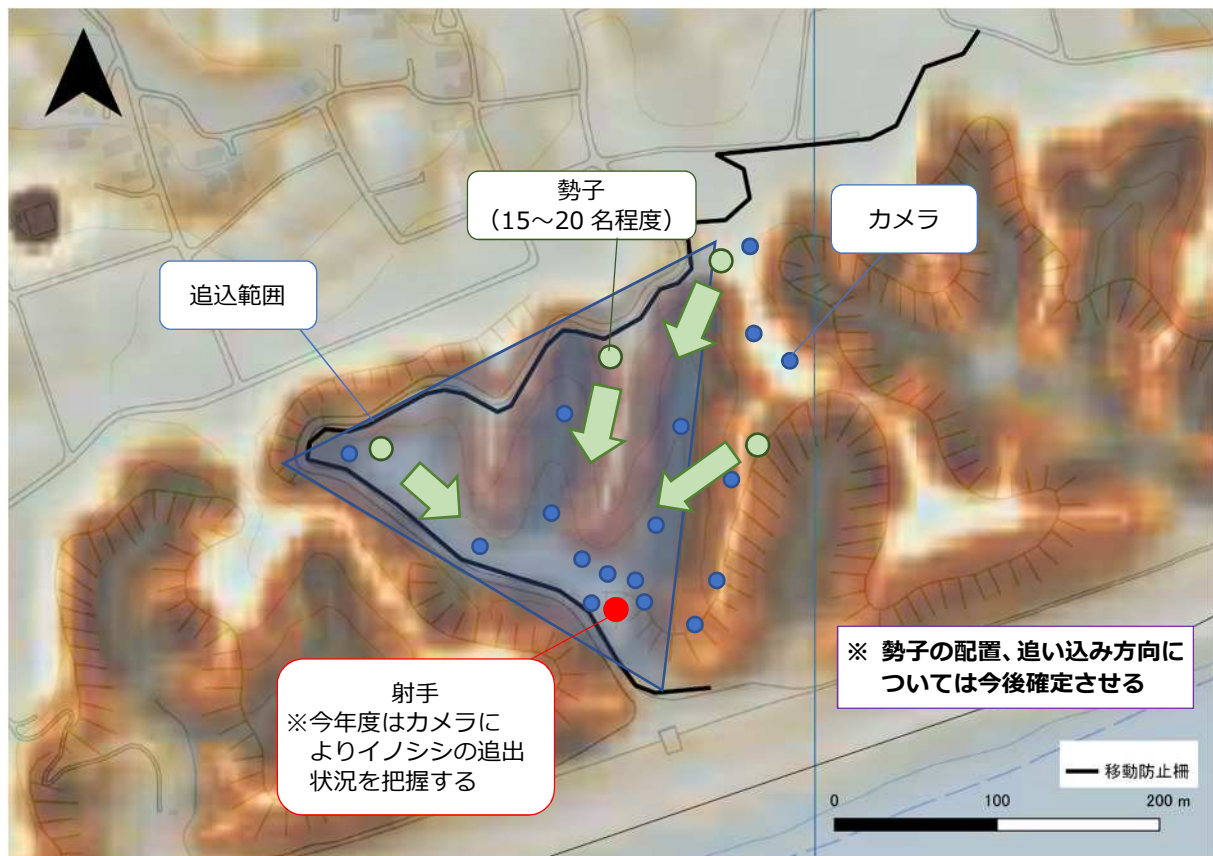 勢子
（15～20 名程度）
カメラ
追込範囲
射手
※今年度はカメラに
よりイノシシの追出
状況を把握する
※ 勢子の配置、追い込み方向に
ついては今後確定させる
移動防止柵
0 100 200 m